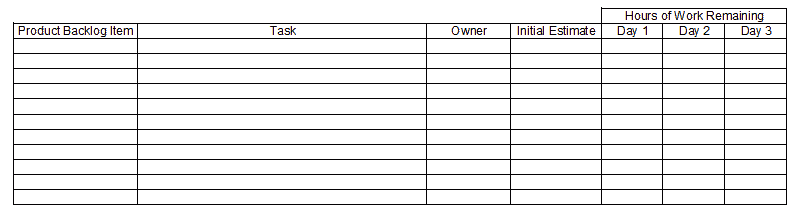 Hours of Work Remaining
Product Backlog Item Task Owner Initial Estimate Day 1 Day 2 Day 3